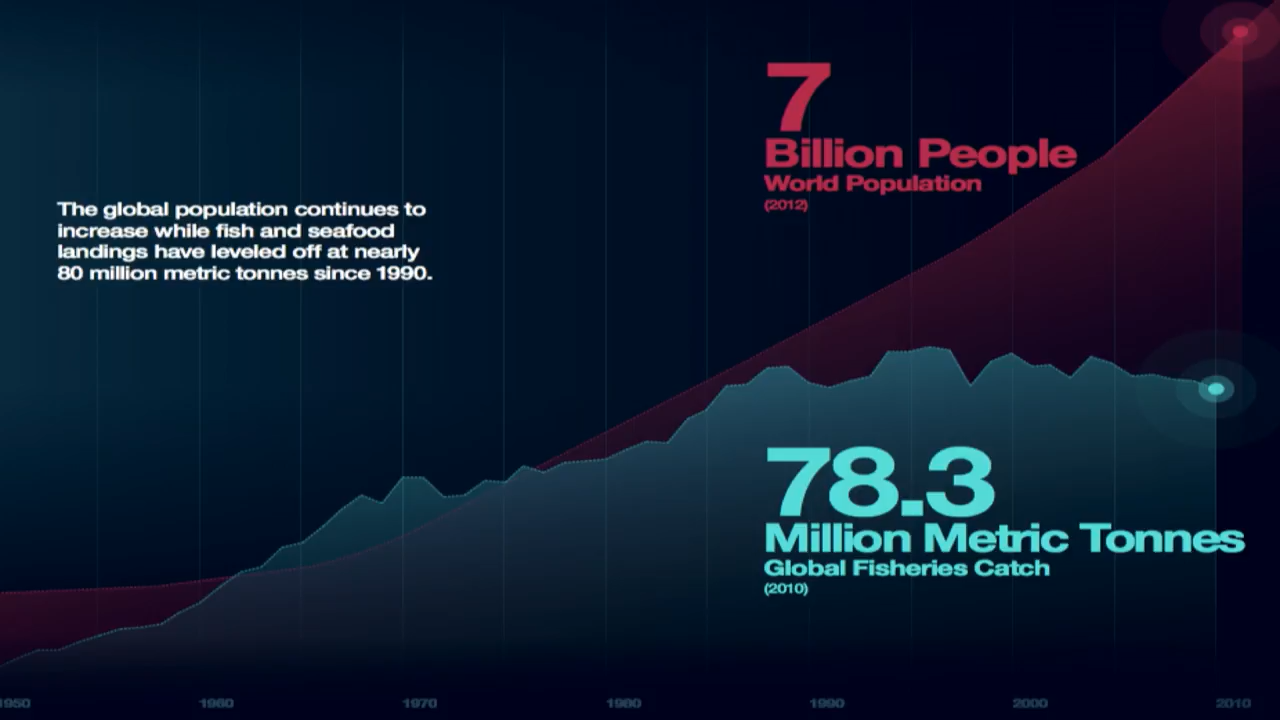 The global population continues to
increase while fish and seafood
landings have leveled off at nearly
80 million metric tonnes since 1990.
7
Billion People
World Population
(2012)
78.3
Million Metric Tonnes
Global Fisheries Catch
(2010)
1950 1960 1970 1980 1990 2000 2010